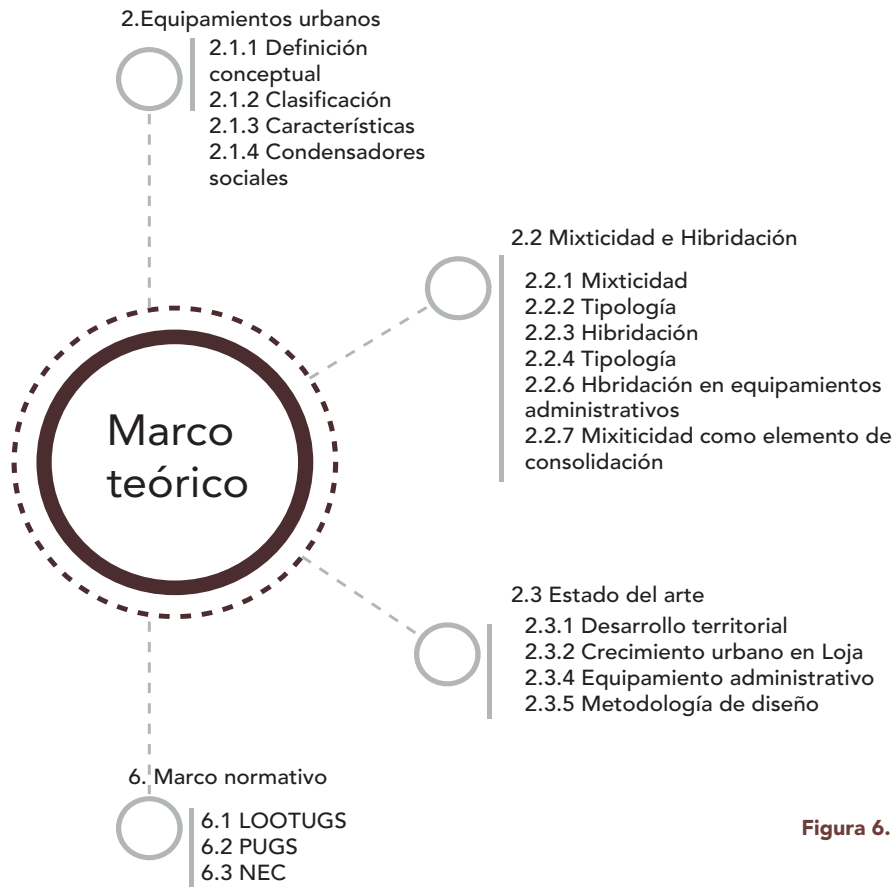 2.Equipamientos urbanos
2.1.1 Definición
conceptual
2.1.2 Clasificación
2.1.3 Características
2.1.4 Condensadores
sociales
2.2 Mixticidad e Hibridación
2.2.1 Mixticidad
2.2.2 Tipología
2.2.3 Hibridación
2.2.4 Tipología
2.2.6 Hbridación en equipamientos
administrativos
2.2.7 Mixiticidad como elemento de
consolidación
Marco
teórico
2.3 Estado del arte
2.3.1 Desarrollo territorial
2.3.2 Crecimiento urbano en Loja
2.3.4 Equipamiento administrativo
2.3.5 Metodología de diseño
6. Marco normativo
6.1 LOOTUGS
6.2 PUGS
6.3 NEC
Figura 6.